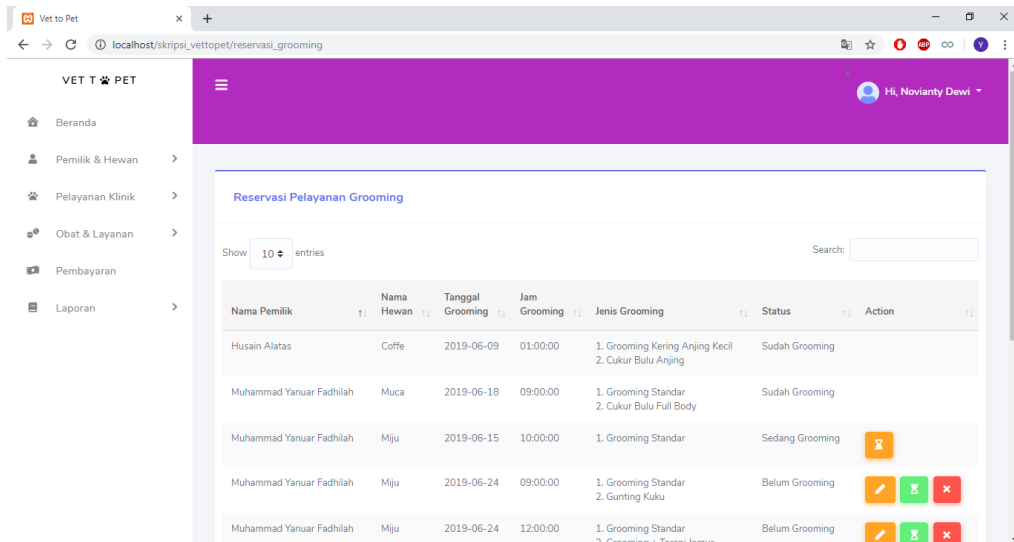 Vet to Pet
localhost/skripsi_vettopet/reservasi_grooming
ABP
Y
VET T PET
Hi, Novianty Dewi
Beranda
Pemilik & Hewan
Pelayanan Klinik
Obat & Layanan
Pembayaran
Laporan
Reservasi Pelayanan Grooming
Show 10 entries
Search:
Nama Pemilik
Nama
Hewan
Tanggal
Grooming
Jam
Grooming
Jenis Grooming
Status
Action
Husain Alatas Coffe 2019-06-09 01:00:00 1. Grooming Kering Anjing Kecil Sudah Grooming
2. Cukur Bulu Anjing
Muhammad Yanuar Fadhilah Muca 2019-06-18 09:00:00 1. Grooming Standar Sudah Grooming
2. Cukur Bulu Full Body
Muhammad Yanuar Fadhilah Miju 2019-06-15 10:00:00 1. Grooming Standar Sedang Grooming
Muhammad Yanuar Fadhilah Miju 2019-06-24 09:00:00 1. Grooming Standar Belum Grooming
2. Gunting Kuku
Muhammad Yanuar Fadhilah Miju 2019-06-24 12:00:00 1. Grooming Standar Belum Grooming
2. Grooming + Terapi Jamur